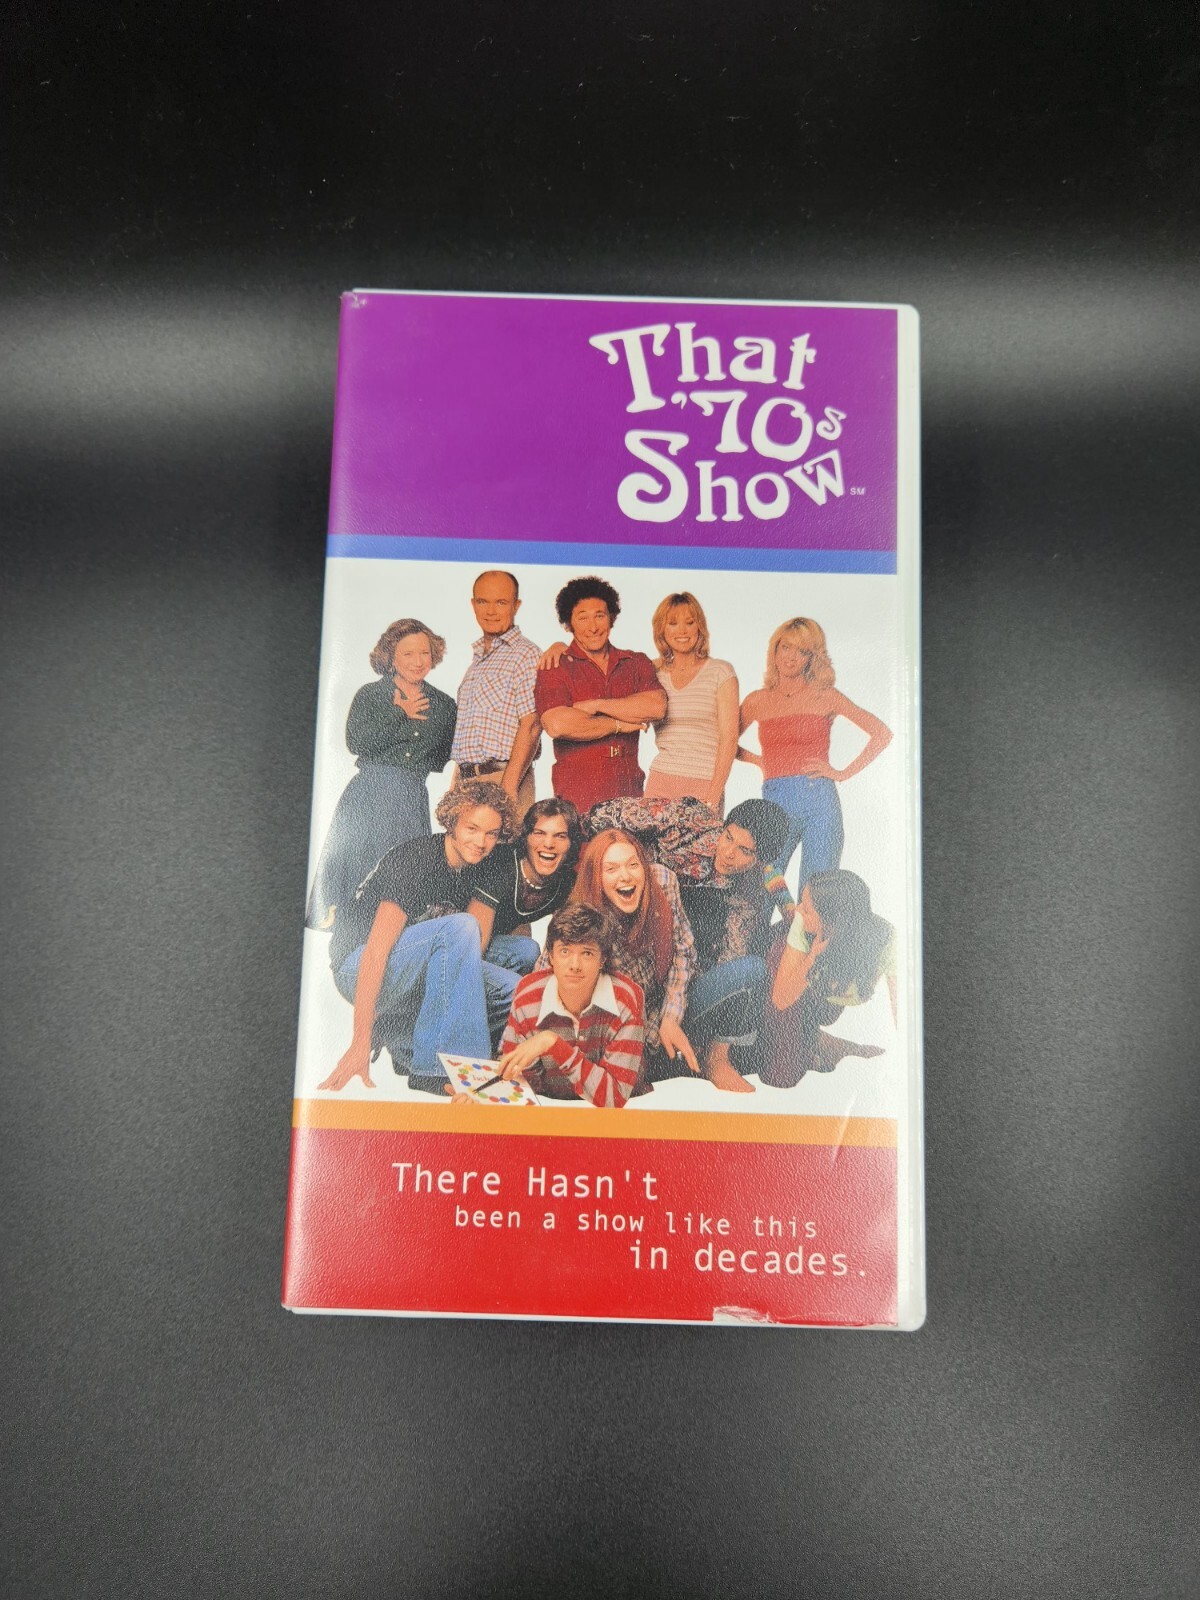 That
'70s
Show SM
There Hasn't
been a show like this
in decades.